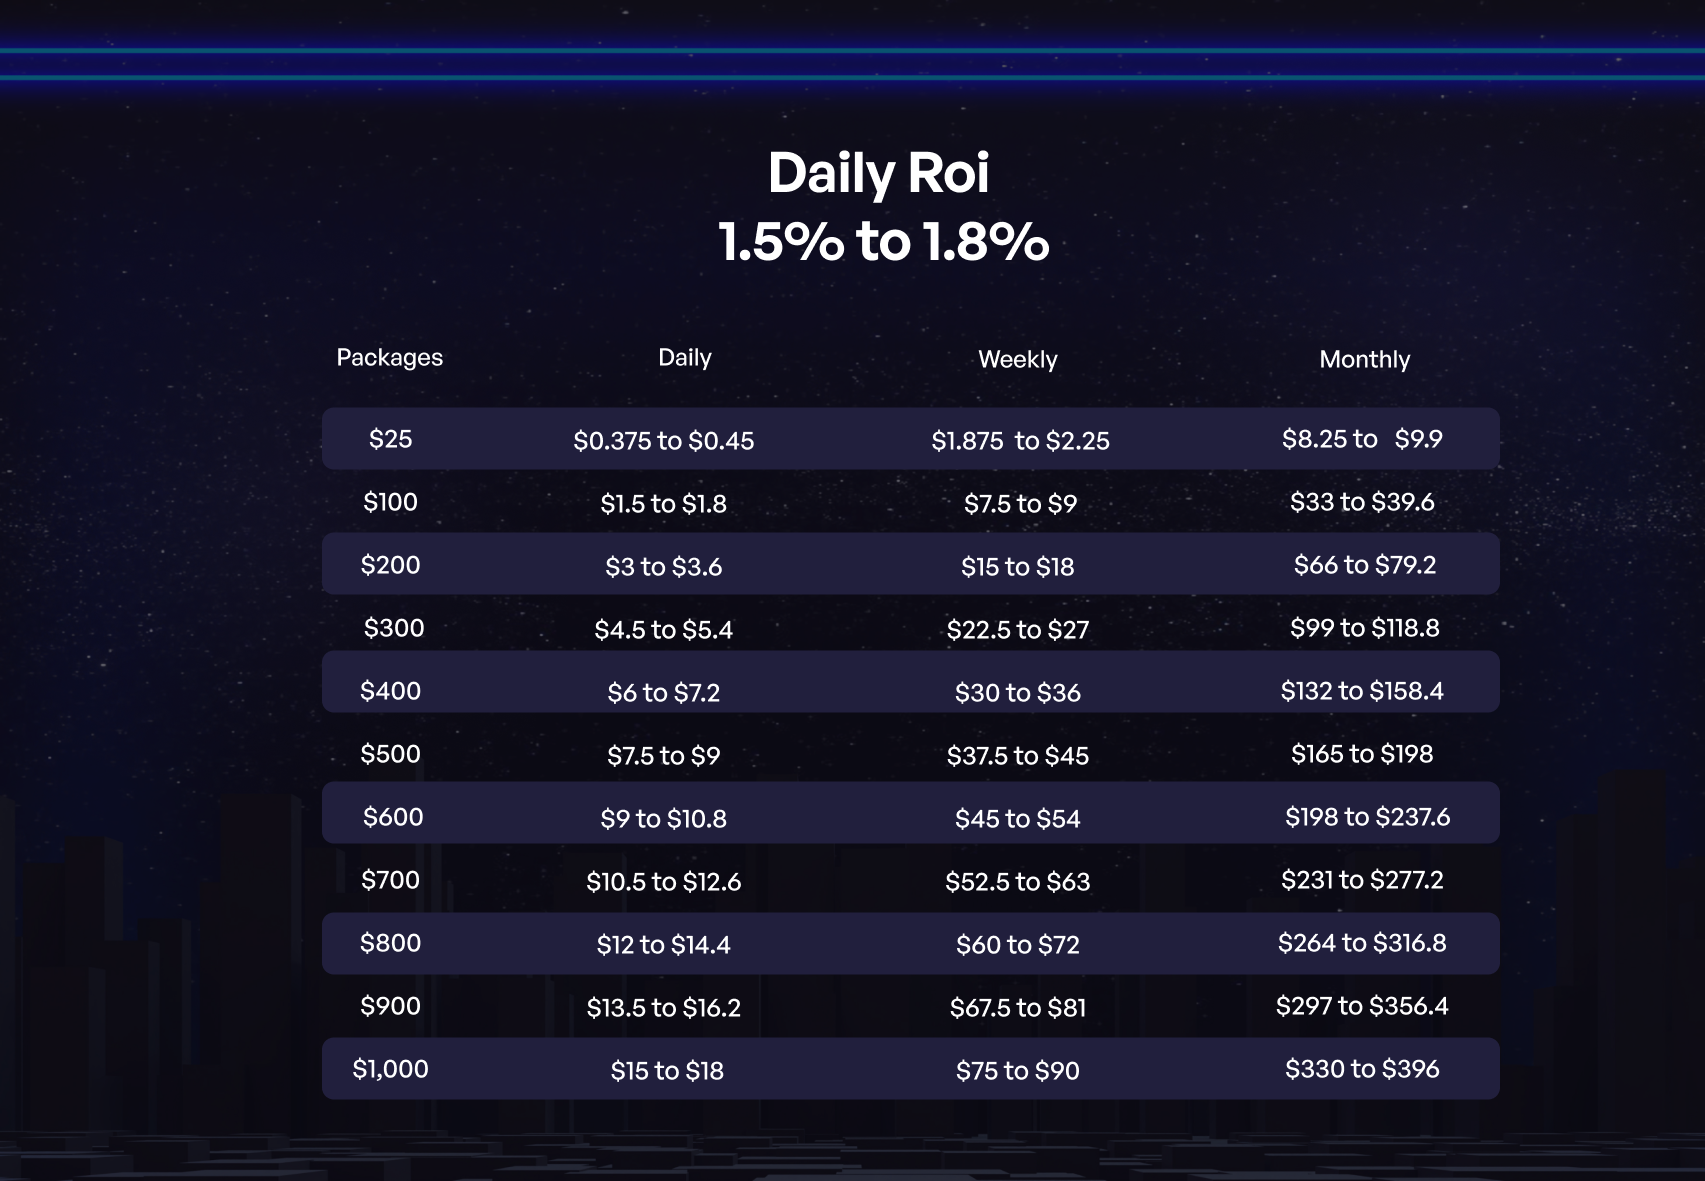 Daily Roi
1.5% to 1.8%
Packages Daily Weekly Monthly
$25 $0.375 to $0.45 $1.875 to $2.25 $8.25 to $9.9
$100 $1.5 to $1.8 $7.5 to $9 $33 to $39.6
$200 $3 to $3.6 $15 to $18 $66 to $79.2
$300 $4.5 to $5.4 $22.5 to $27 $99 to $118.8
$400 $6 to $7.2 $30 to $36 $132 to $158.4
$500 $7.5 to $9 $37.5 to $45 $165 to $198
$600 $9 to $10.8 $45 to $54 $198 to $237.6
$700 $10.5 to $12.6 $52.5 to $63 $231 to $277.2
$800 $12 to $14.4 $60 to $72 $264 to $316.8
$900 $13.5 to $16.2 $67.5 to $81 $297 to $356.4
$1,000 $15 to $18 $75 to $90 $330 to $396